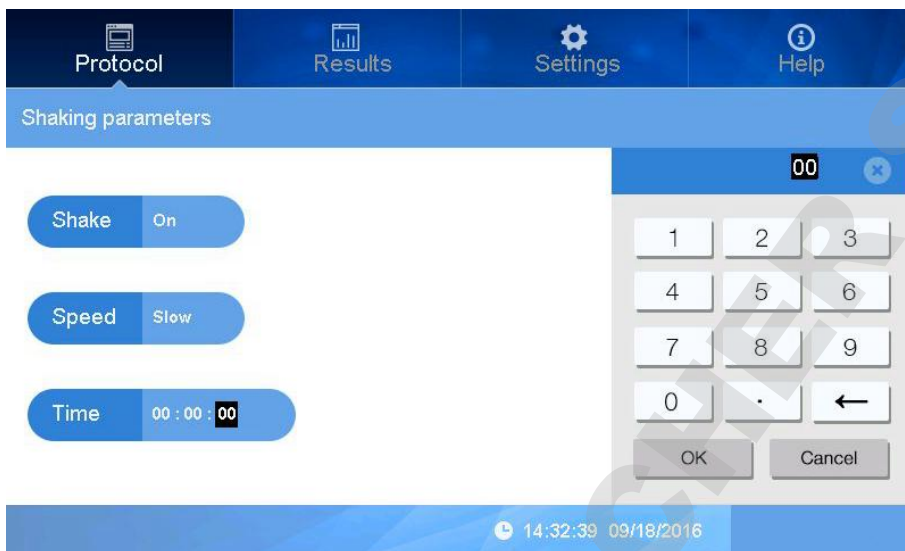 Protocol Results Settings Help
Shaking parameters
00
Shake On
1 2 3
4 5 6
Speed Slow
7 8 9
Time 00 : 00 : 00
0 . ←
OK Cancel
14:32:39 09/18/2016